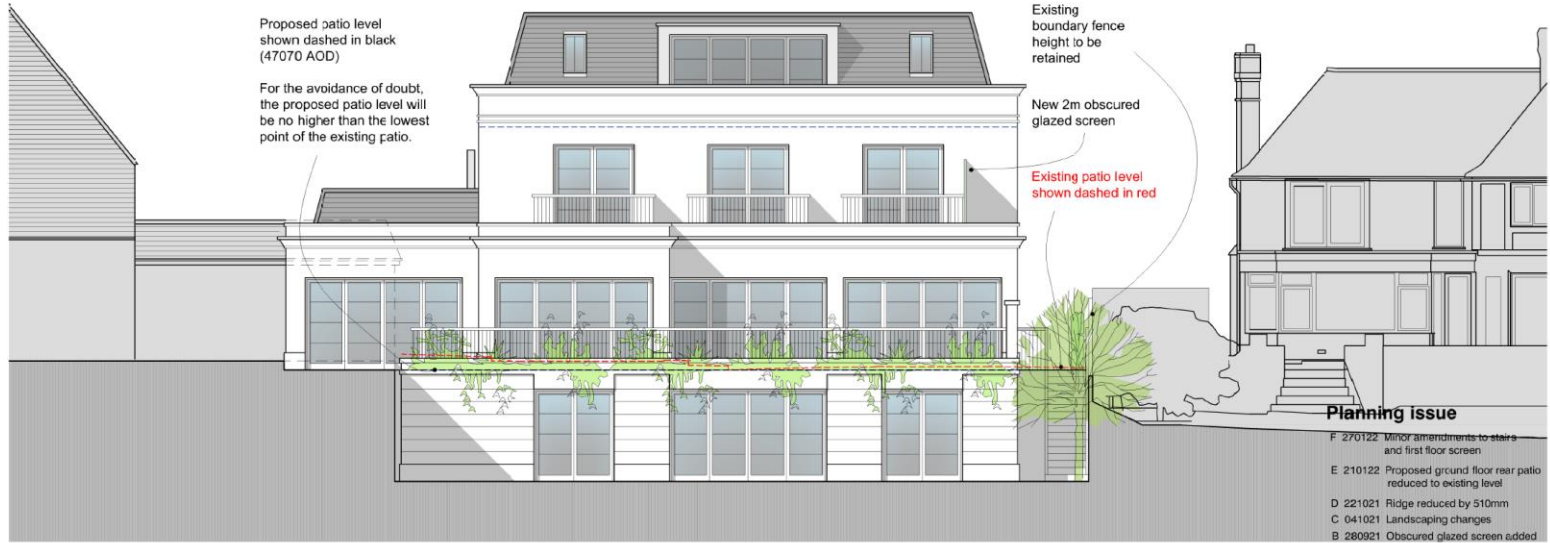 Proposed patio level
shown dashed in black
(47070 AOD)
For the avoidance of doubt,
the proposed patio level will
be no higher than the lowest
point of the existing patio.
Existing
boundary fence
height to be
retained
New 2m obscured
glazed screen
Existing patio level
shown dashed in red
Planning issue
F 270122 Minor amendments to stairs
and first floor screen
E 210122 Proposed ground floor rear patio
reduced to existing level
D 221021 Ridge reduced by 510mm
C 041021 Landscaping changes
B 280921 Obscured glazed screen added